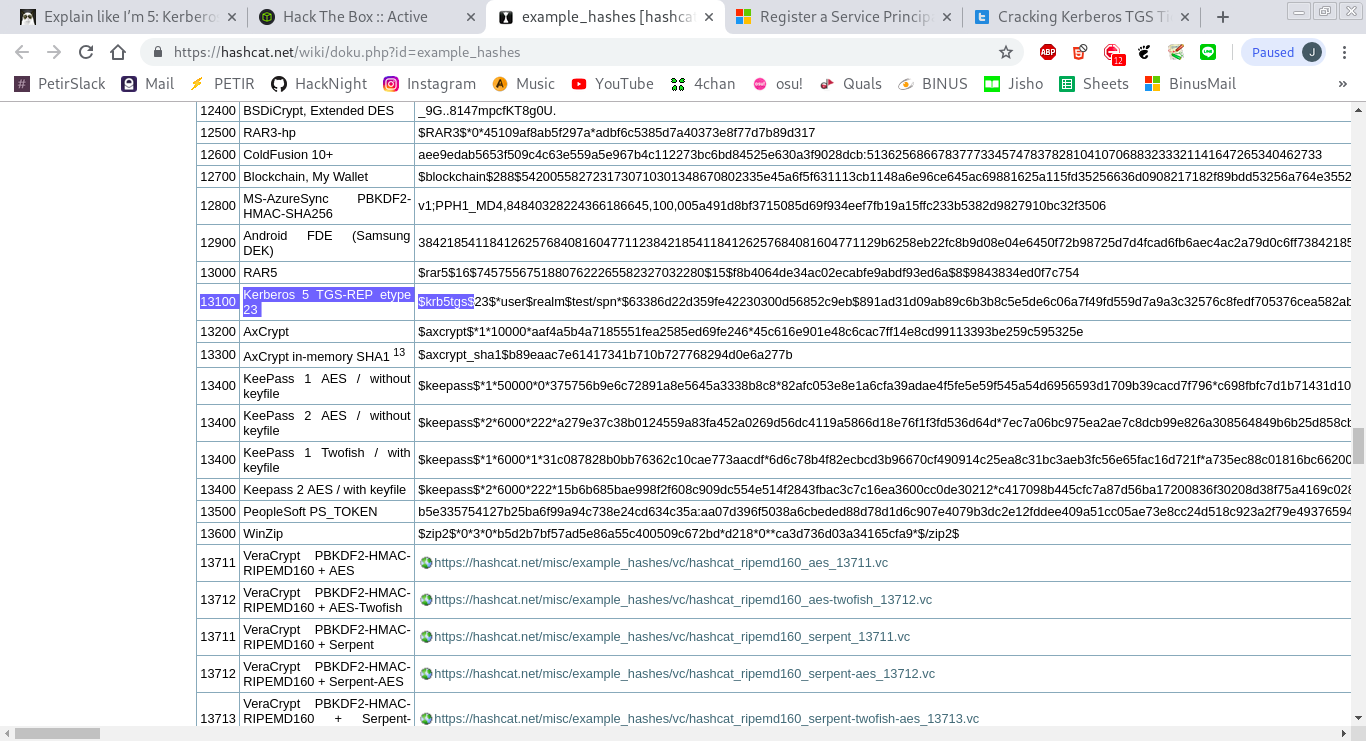 Explain like I'm 5: Kerbero
Hack The Box :: Active
example_hashes [hashca
Register a Service Princip
Cracking Kerberos TGS Ti
https://hashcat.net/wiki/doku.php?id=example_hashes
ABP
12
Paused
J
PetirSlack
Mail
PETIR
HackNight
Instagram
Music
YouTube
4chan
osu!
Quals
BINUS
Jisho
Sheets
BinusMail
»
12400 BSDiCrypt, Extended DES _9G..8147mpcfKT8g0U.
12500 RAR3-hp $RAR3$*0*45109af8ab5f297a*adbf6c5385d7a40373e8f77d7b89d317
12600 ColdFusion 10+ aee9edab5653f509c4c63e559a5e967b4c112273bc6bd84525e630a3f9028dcb:5136256866783777334574783782810410706883233321141647265340462733
12700 Blockchain, My Wallet $blockchain$288$5420055827231730710301348670802335e45a6f5f631113cb1148a6e96ce645ac69881625a115fd35256636d0908217182f89bdd53256a764e3552
12800 MS-AzureSync PBKDF2-
HMAC-SHA256 v1;PPH1_MD4,84840328224366186645,100,005a491d8bf3715085d69f934eef7fb19a15ffc233b5382d9827910bc32f3506
12900 Android FDE (Samsung
DEK) 38421854118412625768408160477112384218541184126257684081604771129b6258eb22fc8b9d08e04e6450f72b98725d7d4fcad6fb6aec4ac2a79d0c6ff738421854
13000 RAR5 $rar5$16$74575567518807622265582327032280$15$f8b4064de34ac02ecabfe9abdf93ed6a$8$9843834ed0f7c754
13100 Kerberos 5 TGS-REP etype
23 $krb5tgs$23$*user$realm$test/spn*$63386d22d359fe42230300d56852c9eb$891ad31d09ab89c6b3b8c5e5de6c06a7f49fd559d7a9a3c32576c8fedf705376cea582ab
13200 AxCrypt $axcrypt$*1*10000*aaf4a5b4a7185551fea2585ed69fe246*45c616e901e48c6cac7ff14e8cd99113393be259c595325e
13300 AxCrypt in-memory SHA1 13 $axcrypt_sha1$b89eaac7e61417341b710b727768294d0e6a277b
13400 KeePass 1 AES / without
keyfile $keepass$*1*50000*0*375756b9e6c72891a8e5645a3338b8c8*82afc053e8e1a6cfa39adae4f5fe5e59f545a54d6956593d1709b39cacd7f796*c698fbfc7d1b71431d10
13400 KeePass 2 AES / without
keyfile $keepass$*2*6000*222*a279e37c38b0124559a83fa452a0269d56dc4119a5866d18e76f1f3fd536d64d*7ec7a06bc975ea2ae7c8dcb99e826a308564849b6b25d858cb
13400 KeePass 1 Twofish / with
keyfile $keepass$*1*6000*1*31c087828b0bb76362c10cae773aacdf*6d6c78b4f82ecbcd3b96670cf490914c25ea8c31bc3aeb3fc56e65fac16d721f*a735ec88c01816bc66200
13400 Keepass 2 AES / with keyfile $keepass$*2*6000*222*15b6b685bae998f2f608c909dc554e514f2843fbac3c7c16ea3600cc0de30212*c417098b445cfc7a87d56ba17200836f30208d38f75a4169c028
13500 PeopleSoft PS_TOKEN b5e335754127b25ba6f99a94c738e24cd634c35a:aa07d396f5038a6cbeded88d78d1d6c907e4079b3dc2e12fddee409a51cc05ae73e8cc24d518c923a2f79e49376594
13600 WinZip $zip2$*0*3*0*b5d2b7bf57ad5e86a55c400509c672bd*d218*0**ca3d736d03a34165cfa9*$/zip2$
13711 VeraCrypt PBKDF2-HMAC-
RIPEMD160 + AES https://hashcat.net/misc/example_hashes/vc/hashcat_ripemd160_aes_13711.vc
13712 VeraCrypt PBKDF2-HMAC-
RIPEMD160 + AES-Twofish https://hashcat.net/misc/example_hashes/vc/hashcat_ripemd160_aes-twofish_13712.vc
13711 VeraCrypt PBKDF2-HMAC-
RIPEMD160 + Serpent https://hashcat.net/misc/example_hashes/vc/hashcat_ripemd160_serpent_13711.vc
13712 VeraCrypt PBKDF2-HMAC-
RIPEMD160 + Serpent-AES https://hashcat.net/misc/example_hashes/vc/hashcat_ripemd160_serpent-aes_13712.vc
13713 VeraCrypt PBKDF2-HMAC-
RIPEMD160 + Serpent- https://hashcat.net/misc/example_hashes/vc/hashcat_ripemd160_serpent-twofish-aes_13713.vc